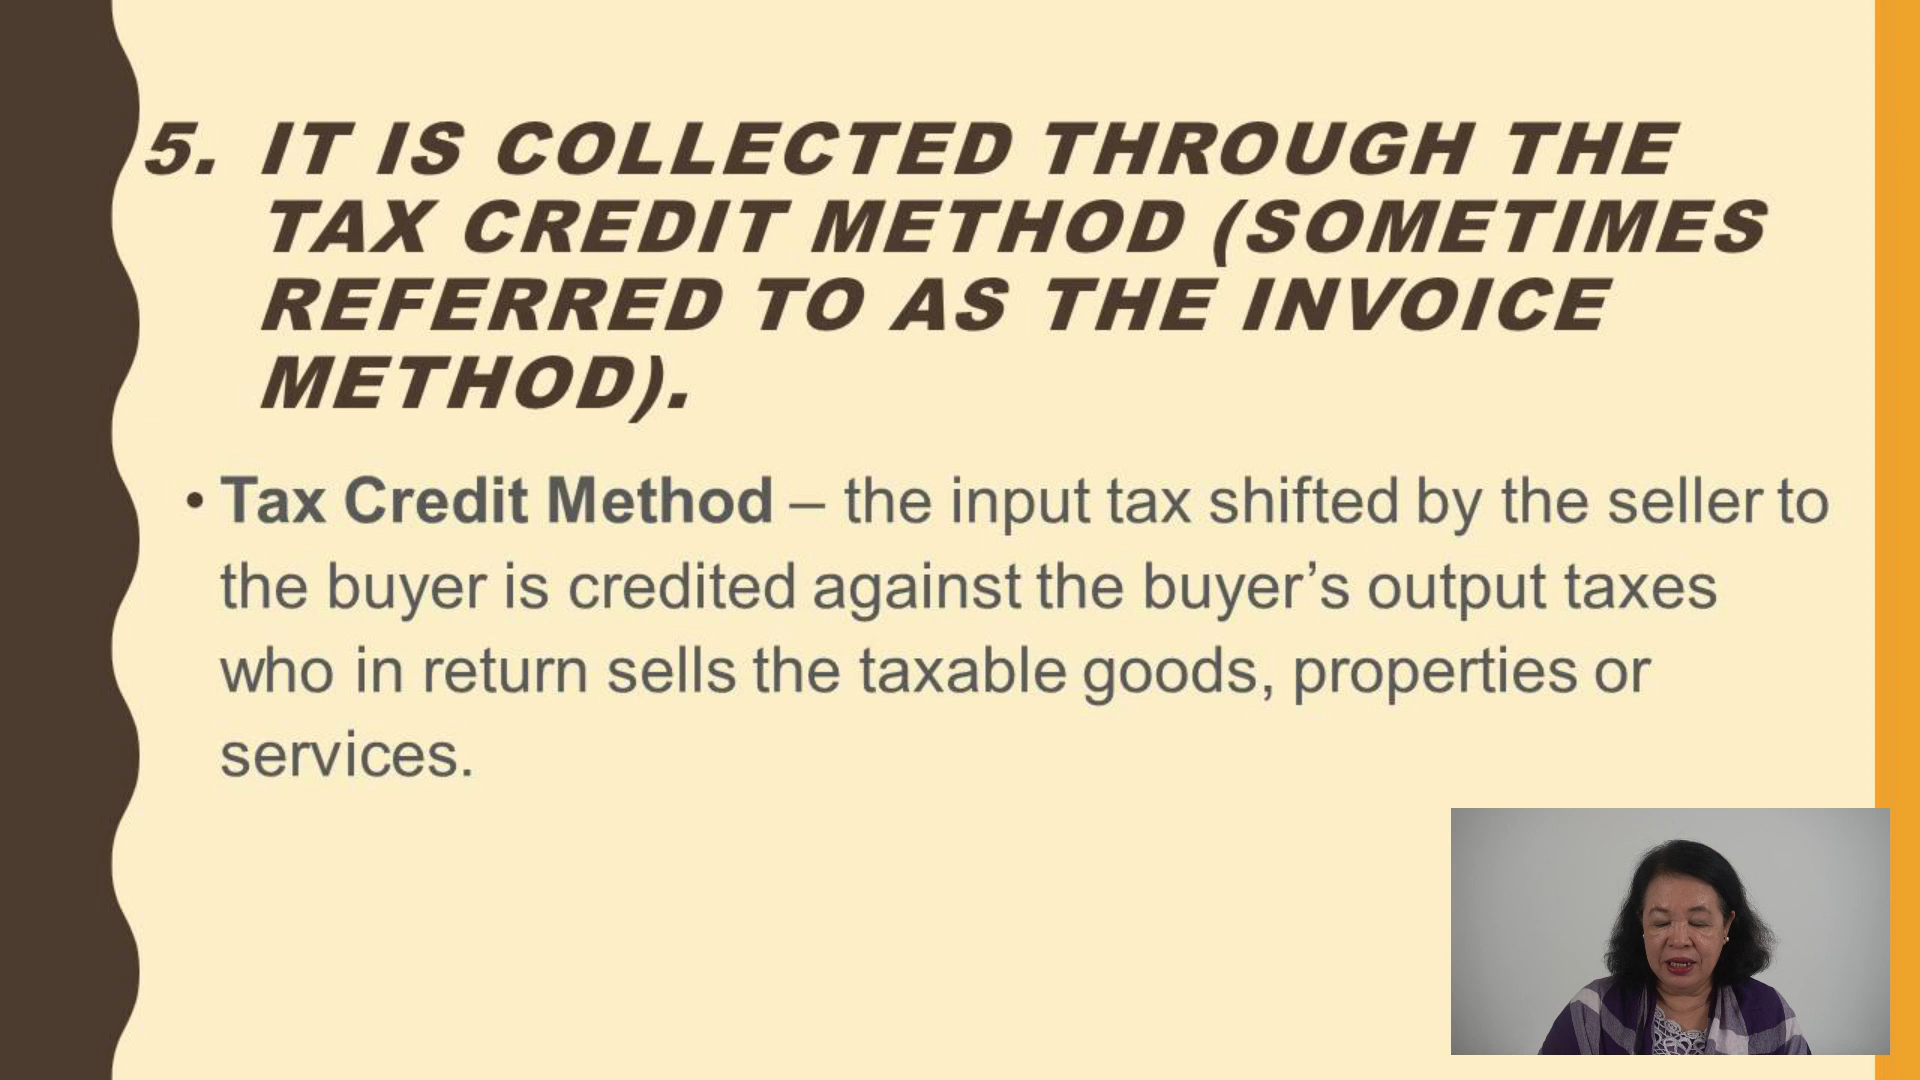 5. IT IS COLLECTED THROUGH THE
TAX CREDIT METHOD (SOMETIMES
REFERRED TO AS THE INVOICE
METHOD).
• Tax Credit Method – the input tax shifted by the seller to
the buyer is credited against the buyer’s output taxes
who in return sells the taxable goods, properties or
services.